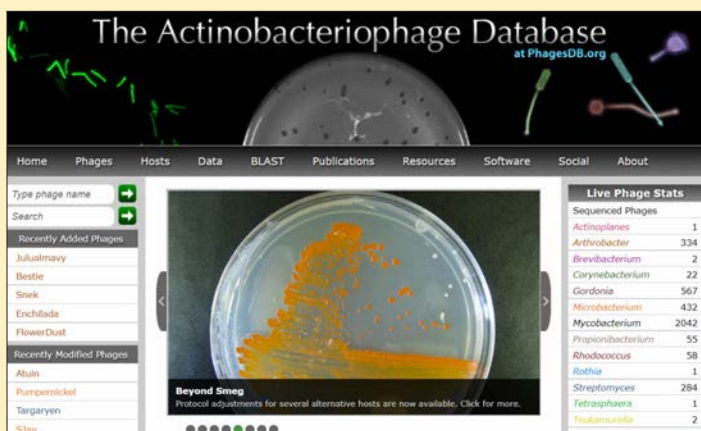 The Actinobacteriophage Database
at PhagesDB.org
Home Phages Hosts Data BLAST Publications Resources Software Social About
Type phage name
Search
Recently Added Phages
Julualmavy
Bestie
Snek
Enchilada
FlowerDust
Recently Modified Phages
Atuin
Pumpernickel
Targaryen
SJay
Beyond Smeg
Protocol adjustments for several alternative hosts are now available. Click for more.
Live Phage Stats
Sequenced Phages
Actinoplanes 1
Arthrobacter 334
Brevibacterium 2
Corynebacterium 22
Gordonia 567
Microbacterium 432
Mycobacterium 2042
Propionibacterium 55
Rhodococcus 58
Rothia 1
Streptomyces 284
Tetrasphaera 1
Tsukamurella 2